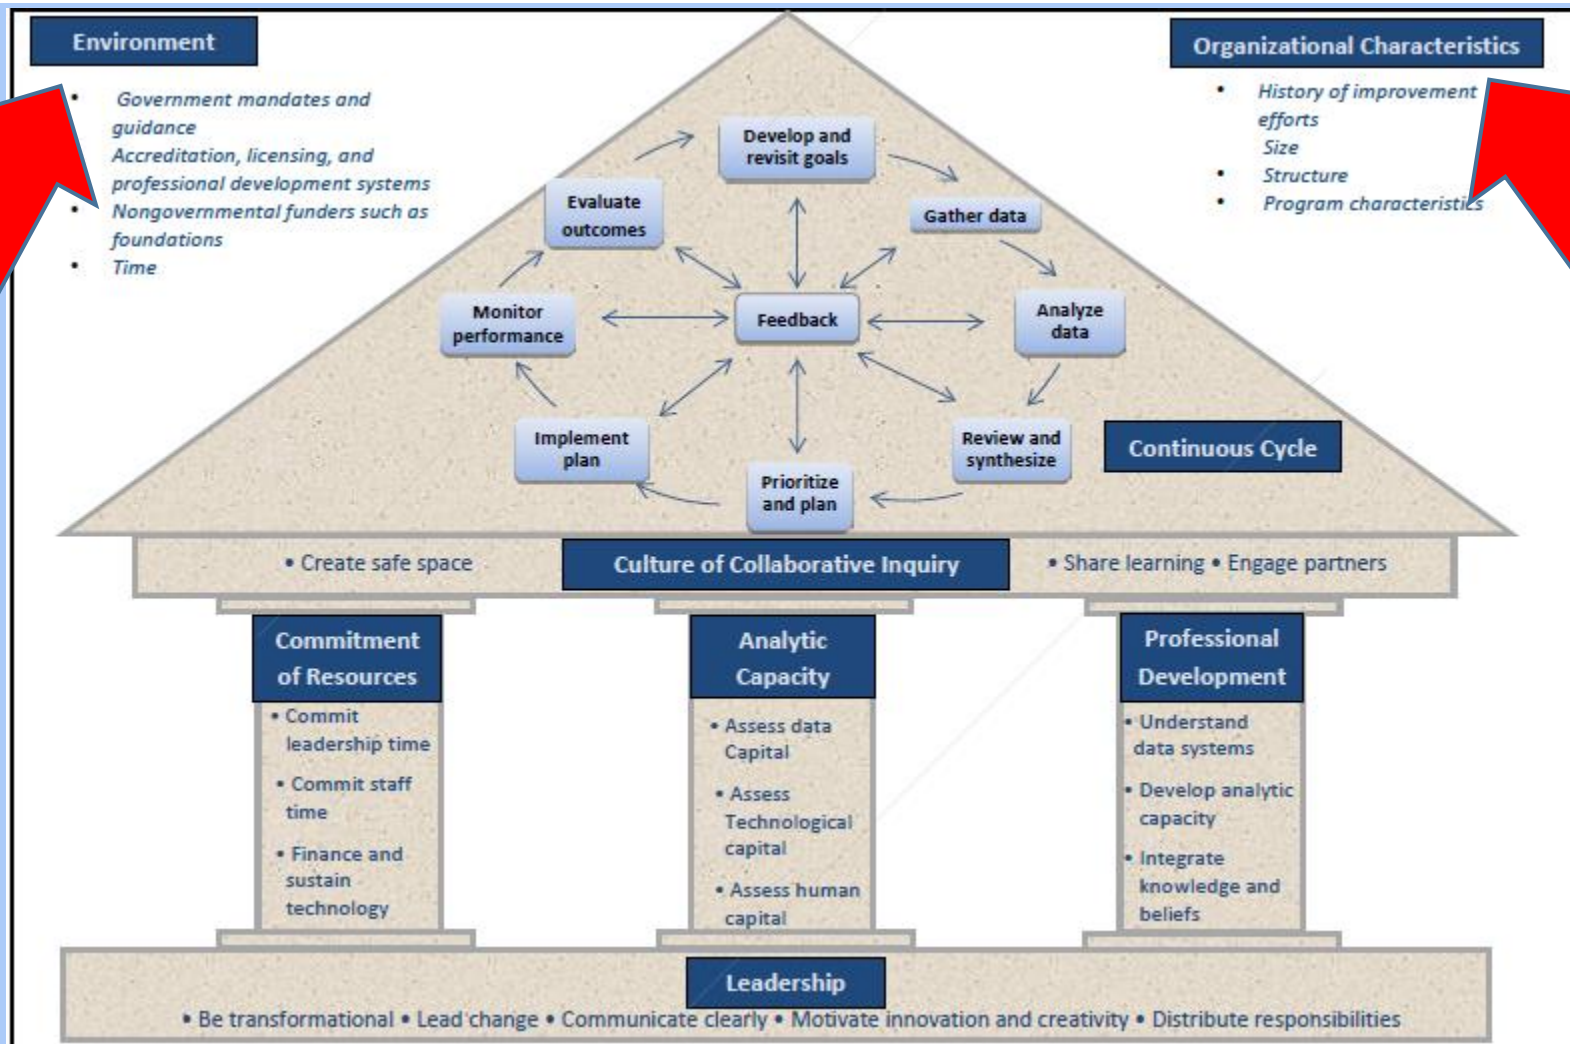 Environment
• Government mandates and
guidance
Accreditation, licensing, and
professional development systems
• Nongovernmental funders such as
foundations
• Time
Organizational Characteristics
• History of improvement
efforts
Size
• Structure
• Program characteristics
Develop and
revisit goals
Gather data
Analyze
data
Review and
synthesize
Prioritize
and plan
Implement
plan
Monitor
performance
Evaluate
outcomes
Feedback
Continuous Cycle
• Create safe space
Culture of Collaborative Inquiry
• Share learning • Engage partners
Commitment
of Resources
• Commit
leadership time
• Commit staff
time
• Finance and
sustain
technology
Analytic
Capacity
• Assess data
Capital
• Assess
Technological
capital
• Assess human
capital
Professional
Development
• Understand
data systems
• Develop analytic
capacity
• Integrate
knowledge and
beliefs
Leadership
• Be transformational • Lead change • Communicate clearly • Motivate innovation and creativity • Distribute responsibilities